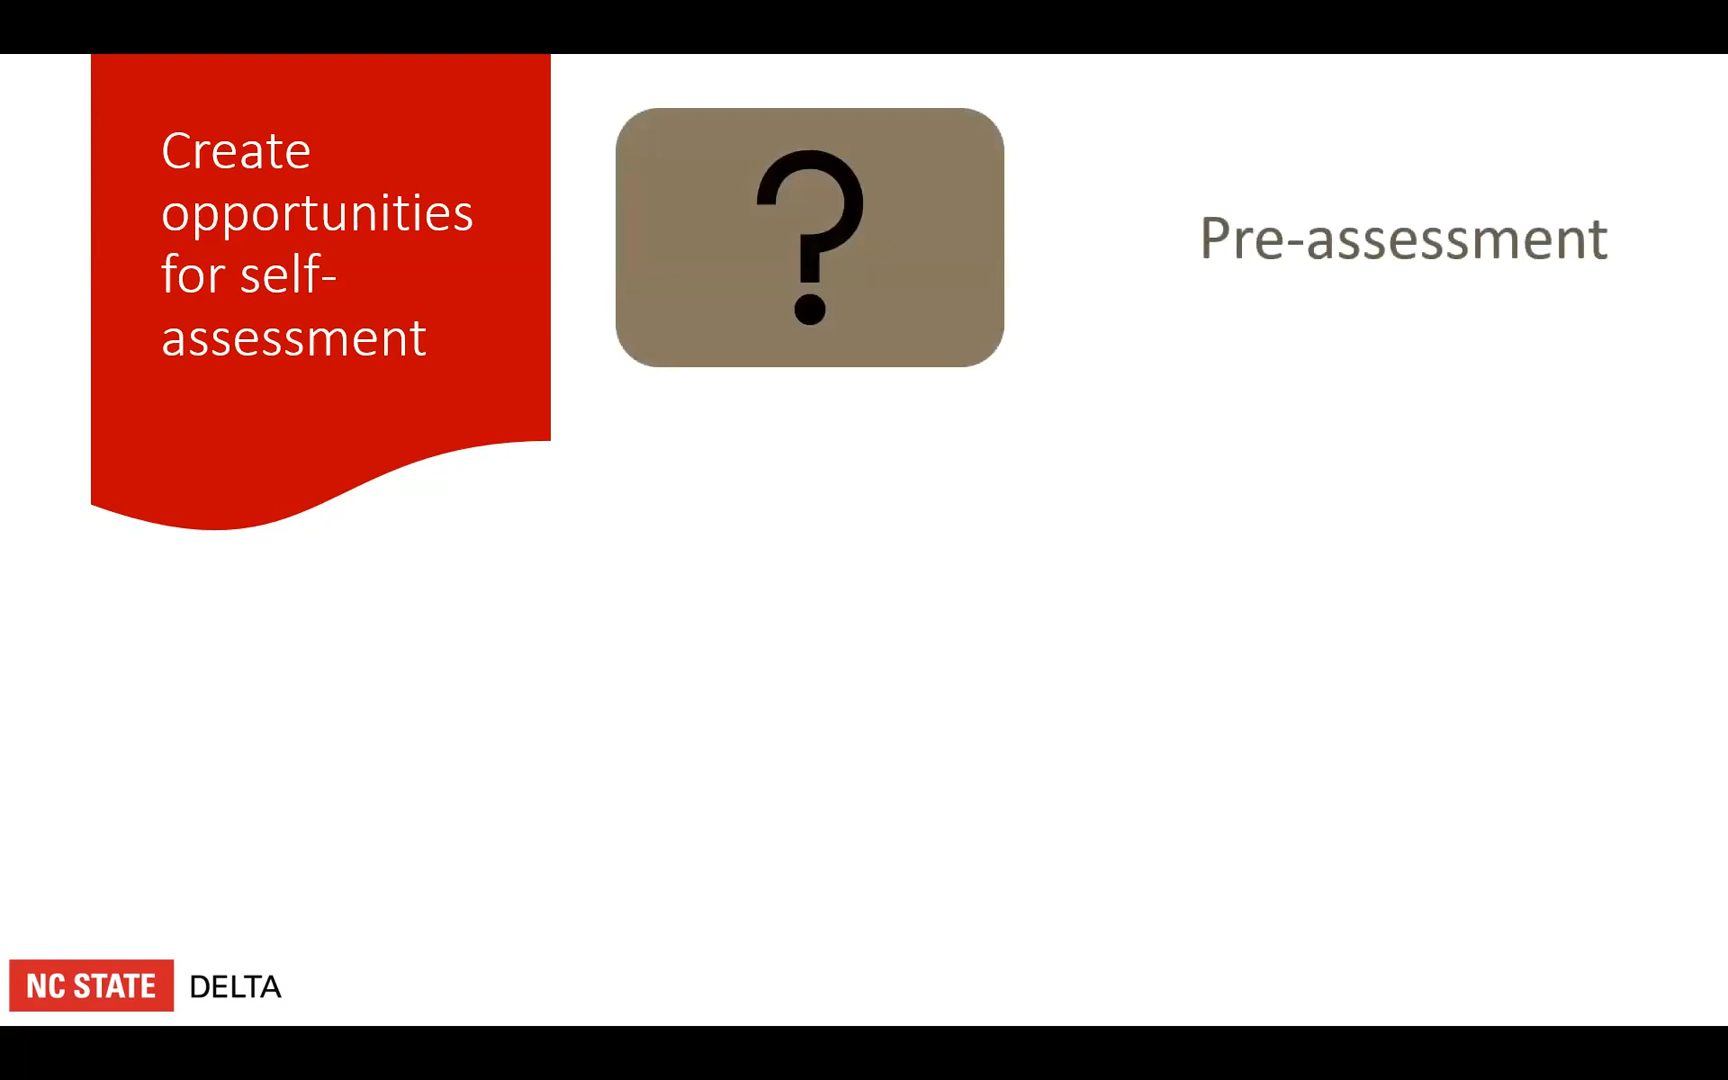 Create
opportunities
for self-
assessment
?
Pre-assessment
NC STATE DELTA